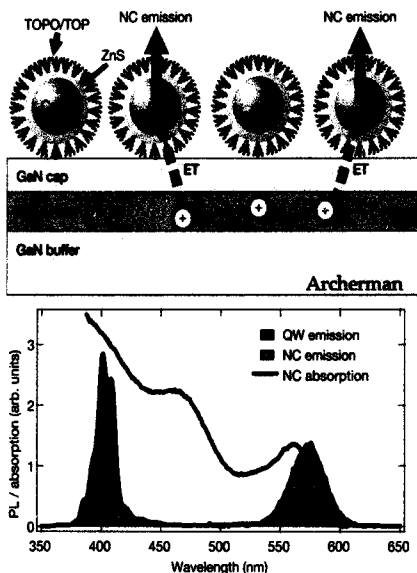 TOPO/TOP
NC emission
NC emission
ZnS
ET
ET
GaN cap
+
+
+
GaN buffer
Archerman
3
2
1
0
PL / absorption (arb. units)
QW emission
NC emission
NC absorption
350
400
450
500
550
600
650
Wavelength (nm)